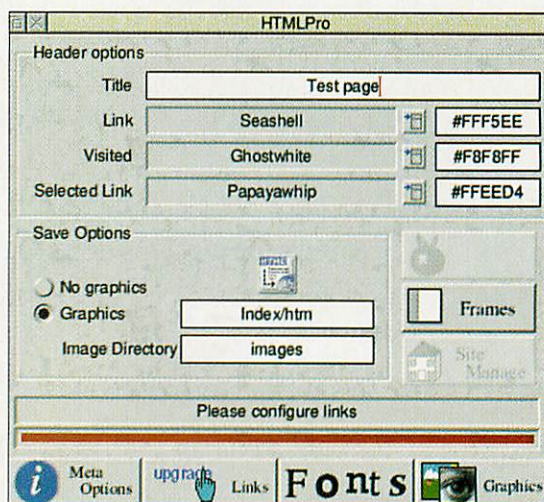 HTMLPro
Header options
Title Test page
Link Seashell #FFF5EE
Visited Ghostwhite #F8F8FF
Selected Link Papayawhip #FFEED4
Save Options
HTML
No graphics
Graphics Index/htm
Frames
Image Directory images
Site
Manage
Please configure links
Meta
Options
upgrade Links
Fonts
Graphics